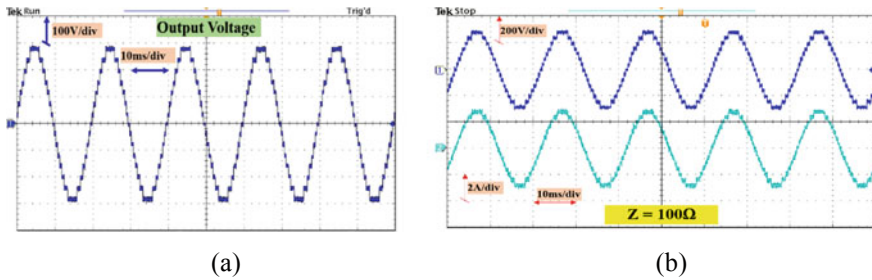 Tek Run
Trig'd
Output Voltage
100V/div
10ms/div
(a)
Tek Stop
200V/div
2A/div
10ms/div
Z = 100Ω
(b)